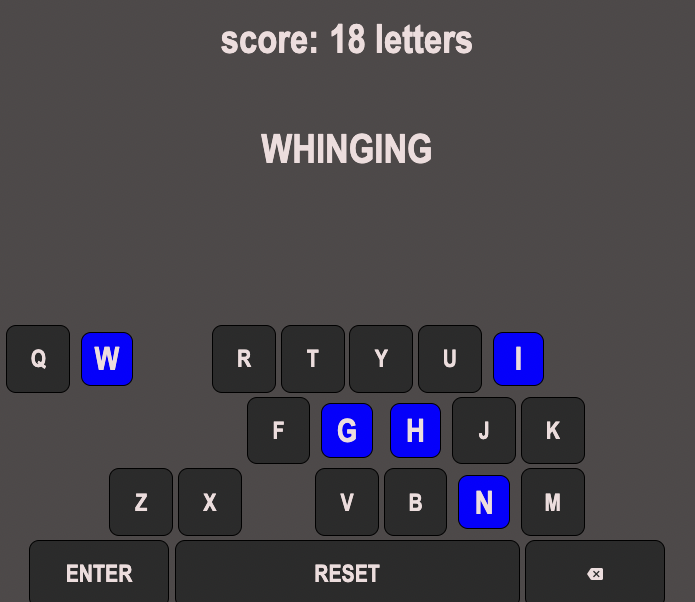 score: 18 letters
WHINGING
Q W R T Y U I
F G H J K
Z X V B N M
ENTER RESET